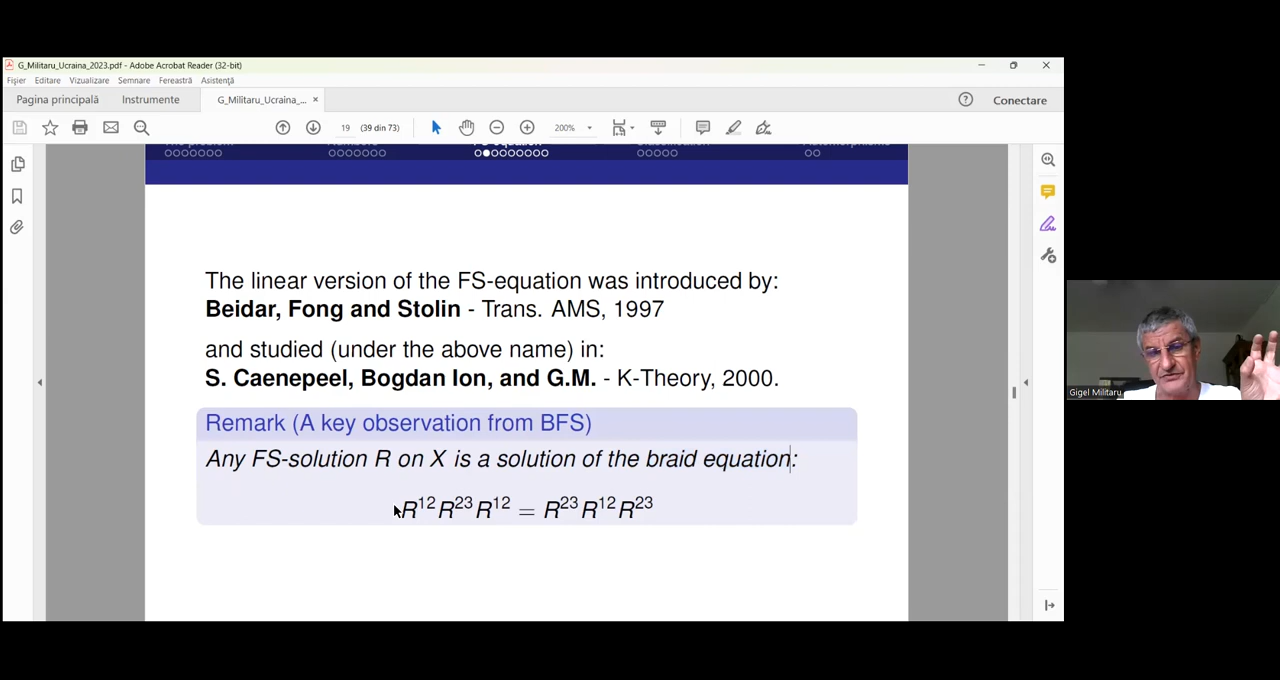 G_Militaru_Ucraina_2023.pdf - Adobe Acrobat Reader (32-bit)
Fișier Editare Vizualizare Semnare Fereastră Asistență
Pagina principală Instrumente G_Militaru_Ucraina_... ×
Conectare
19 (39 din 73) 200%
The linear version of the FS-equation was introduced by:
Beidar, Fong and Stolin - Trans. AMS, 1997
and studied (under the above name) in:
S. Caenepeel, Bogdan Ion, and G.M. - K-Theory, 2000.
Remark (A key observation from BFS)
Any FS-solution R on X is a solution of the braid equation:
R¹²R²³R¹² = R²³R¹²R²³
Gigel Militaru